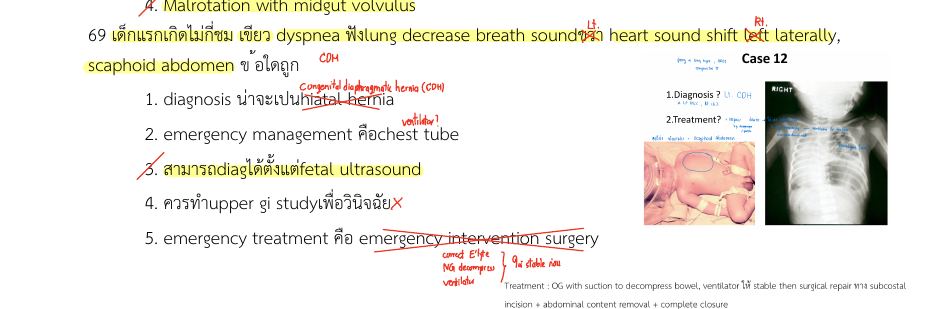 4. Malrotation with midgut volvulus
Lt. Rt.
69 เด็กแรกเกิดไม่กี่ชม เขียว dyspnea ฟังlung decrease breath soundขวา heart sound shift left laterally,
scaphoid abdomen ข้อใดถูก
CDH
Congenital diaphragmatic hernia (CDH)
1. diagnosis น่าจะเป็นhiatal hernia
ventilator?
2. emergency management คือchest tube
3. สามารถdiagได้ตั้งแต่fetal ultrasound
4. ควรทำupper gi studyเพื่อวินิจฉัย
5. emergency treatment คือ emergency intervention surgery
correct E'lyte
NG decompress
ventilator
Case 12
1.Diagnosis ? Lt. CDH
2.Treatment?
RIGHT
Treatment : OG with suction to decompress bowel, ventilator ให้ stable then surgical repair ทาง subcostal
incision + abdominal content removal + complete closure